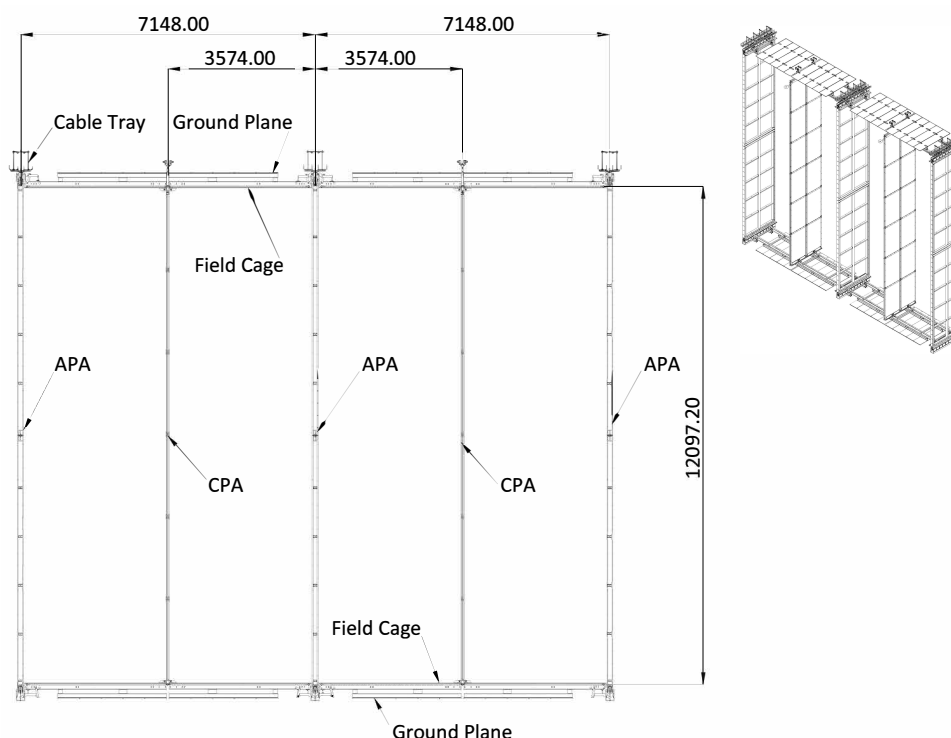 7148.00
7148.00
3574.00
3574.00
Cable Tray
Ground Plane
Field Cage
APA
APA
APA
12097.20
CPA
CPA
Field Cage
Ground Plane